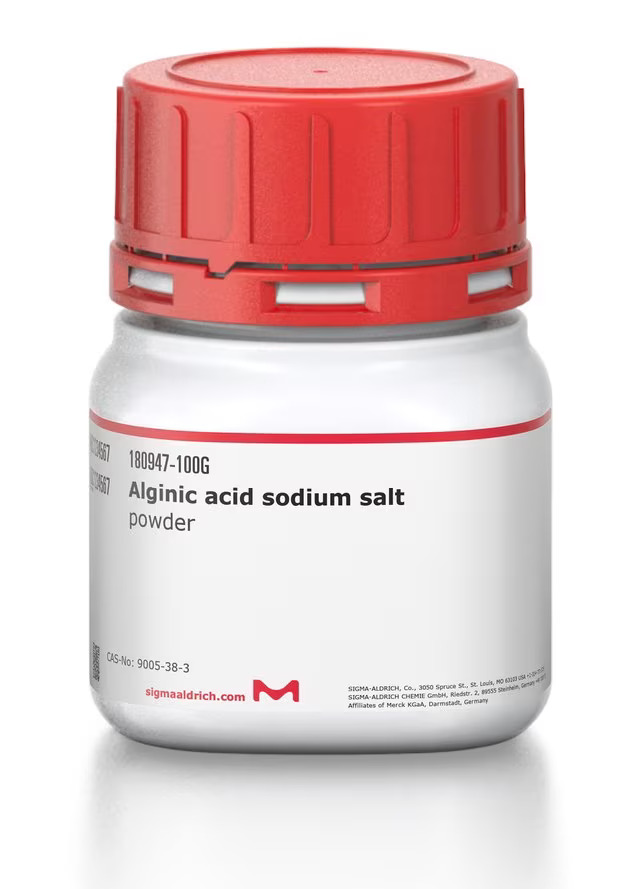 180947-100G
Alginic acid sodium salt
powder
CAS-No: 9005-38-3
sigmaaldrich.com
SIGMA-ALDRICH, Co., 3050 Spruce St., St. Louis, MO 63103 USA
SIGMA-ALDRICH CHEMIE GmbH, Riedstr. 2, 89555 Steinheim, Germany
Affiliates of Merck KGaA, Darmstadt, Germany